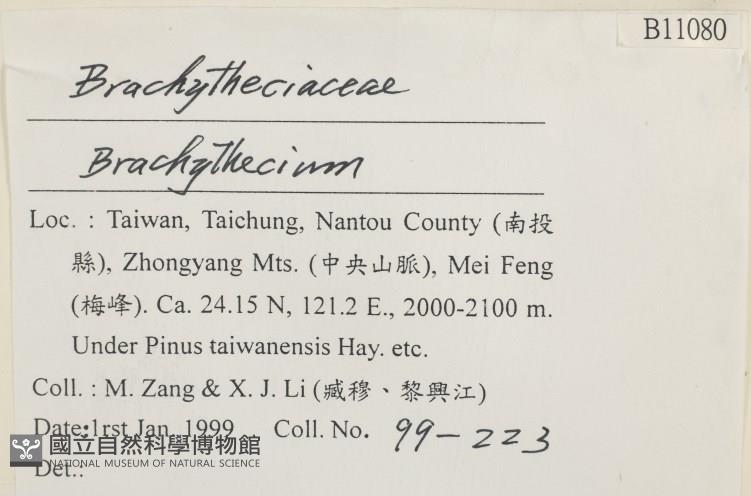 B11080
Brachytheciaceae
Brachythecium
Loc. : Taiwan, Taichung, Nantou County (南投
縣), Zhongyang Mts. (中央山脈), Mei Feng
(梅峰). Ca. 24.15 N, 121.2 E., 2000-2100 m.
Under Pinus taiwanensis Hay. etc.
Coll. : M. Zang & X. J. Li (臧穆、黎興江)
Date:1rst Jan. 1999 Coll. No. 99-223
國立自然科學博物館
NATIONAL MUSEUM OF NATURAL SCIENCE
Det.: